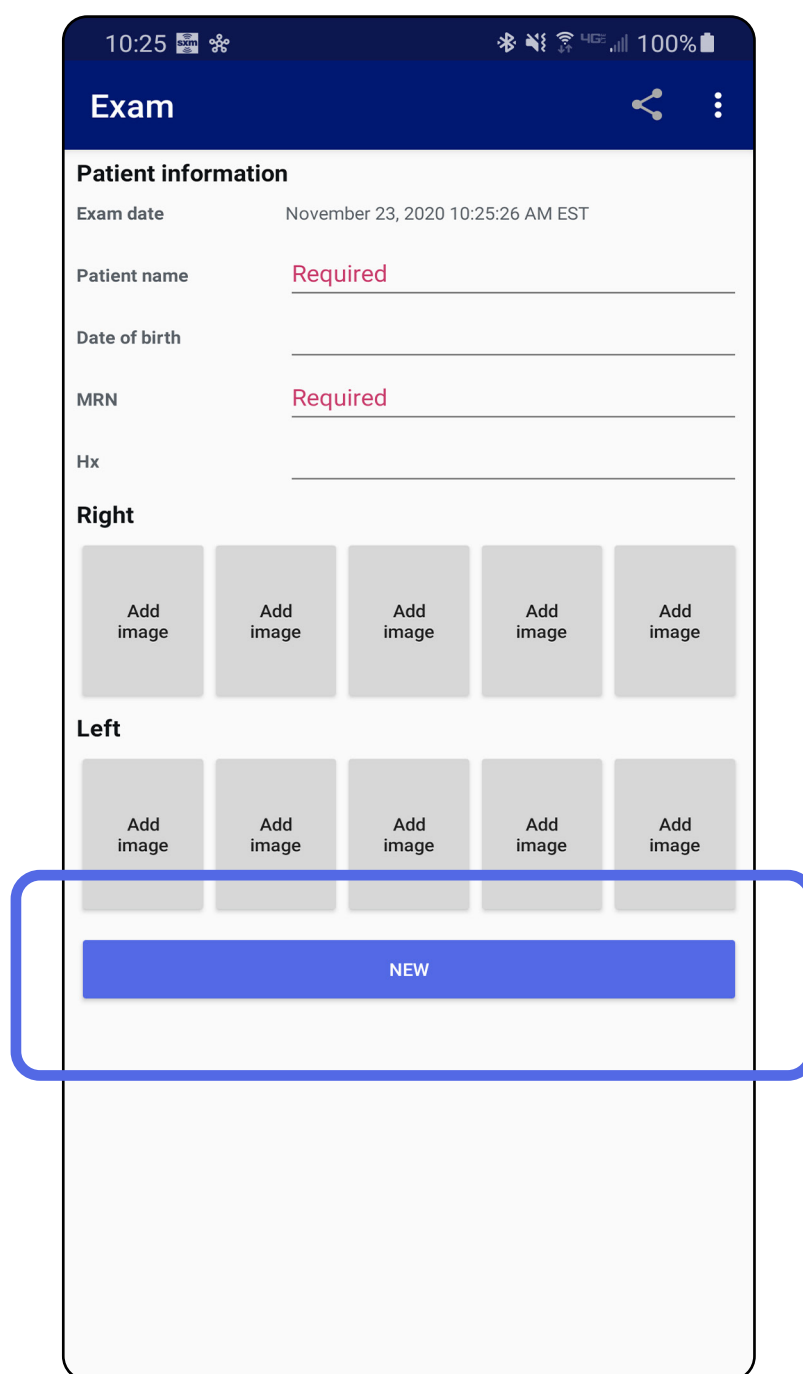 10:25 sxm 4GE 100%
Exam
Patient information
Exam date November 23, 2020 10:25:26 AM EST
Patient name Required
Date of birth
MRN Required
Hx
Right
Add image Add image Add image Add image Add image
Left
Add image Add image Add image Add image Add image
NEW